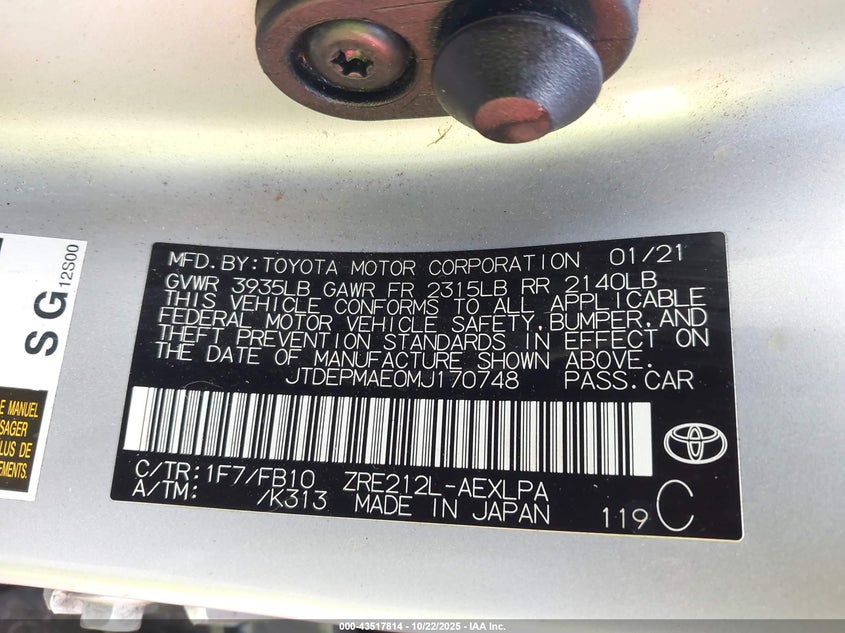 MFD.BY:TOYOTA MOTOR CORPORATION 01/21
GVWR 3935LB GAWR FR 2315LB RR 2140LB
THIS VEHICLE CONFORMS TO ALL APPLICABLE
FEDERAL MOTOR VEHICLE SAFETY, BUMPER, AND
THEFT PREVENTION STANDARDS IN EFFECT ON
THE DATE OF MANUFACTURE SHOWN ABOVE.
JTDEPMAE0MJ170748 PASS.CAR
C/TR:1F7/FB10 ZRE212L-AEXLPA
A/TM: /K313 MADE IN JAPAN 119 C
SG 12S00
E MANUEL
SAGER
LUS DE
EMENTS.
000-43517814 - 10/22/2025 - IAA Inc.